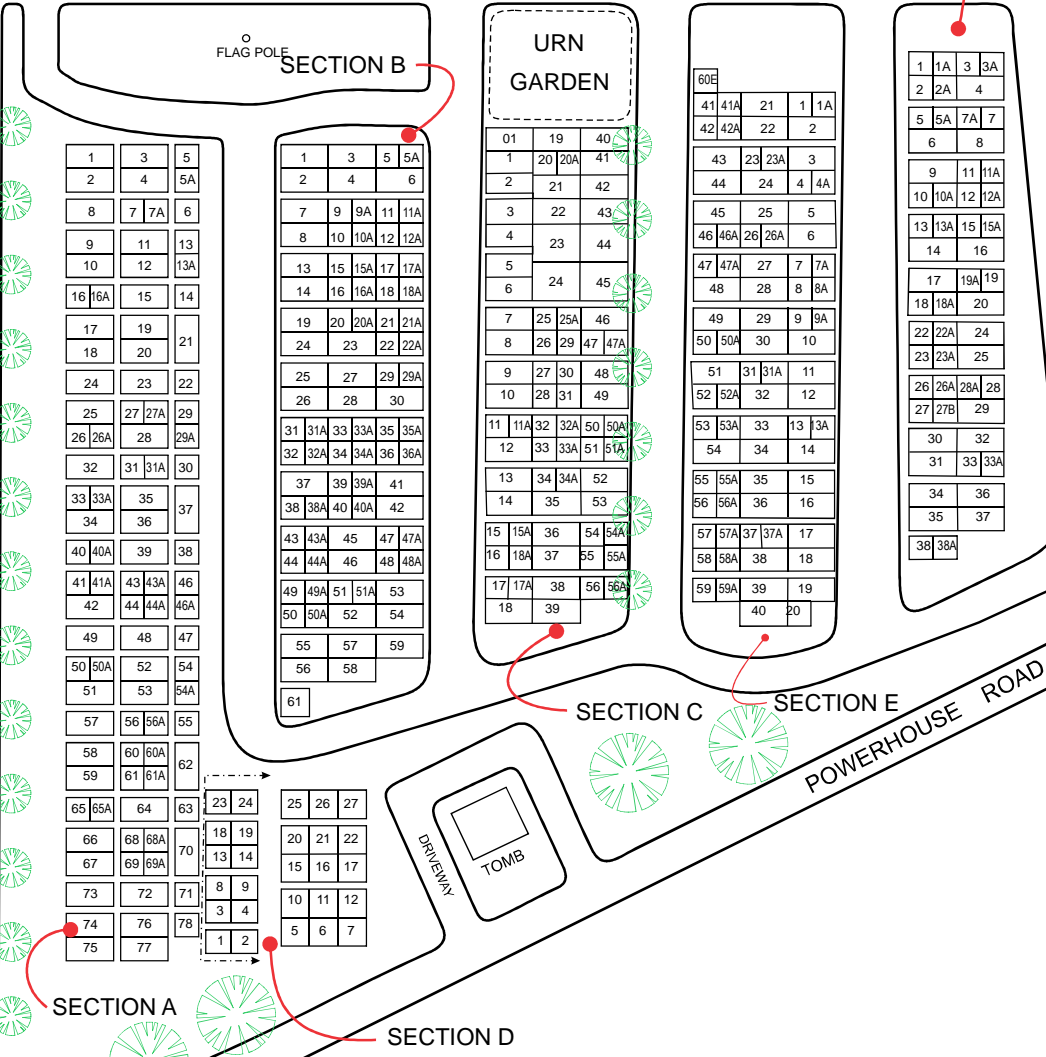 FLAG POLE
SECTION B
URN
GARDEN
60E
1 3 5
2 4 5A
8 7 7A 6
9 11 13
10 12 13A
16 16A 15 14
17 19 21
18 20
24 23 22
25 27 27A 29
26 26A 28 29A
32 31 31A 30
33 33A 35 37
34 36
40 40A 39 38
41 41A 43 43A 46
42 44 44A 46A
49 48 47
50 50A 52 54
51 53 54A
57 56 56A 55
58 60 60A 62
59 61 61A
65 65A 64 63
66 68 68A 70
67 69 69A
73 72 71
74 76 78
75 77
SECTION A
1 3 5 5A
2 4 6
7 9 9A 11 11A
8 10 10A 12 12A
13 15 15A 17 17A
14 16 16A 18 18A
19 20 20A 21 21A
24 23 22 22A
25 27 29 29A
26 28 30
31 31A 33 33A 35 35A
32 32A 34 34A 36 36A
37 39 39A 41
38 38A 40 40A 42
43 43A 45 47 47A
44 44A 46 48 48A
49 49A 51 51A 53
50 50A 52 54
55 57 59
56 58
61
01 19 40
1 20 20A 41
2 21 42
3 22 43
4 23 44
5 24 45
6
7 25 25A 46
8 26 29 47 47A
9 27 30 48
10 28 31 49
11 11A 32 32A 50 50A
12 33 33A 51 51A
13 34 34A 52
14 35 53
15 15A 36 54 54A
16 18A 37 55 55A
17 17A 38 56 56A
18 39
SECTION C
41 41A 21 1 1A
42 42A 22 2
43 23 23A 3
44 24 4 4A
45 25 5
46 46A 26 26A 6
47 47A 27 7 7A
48 28 8 8A
49 29 9 9A
50 50A 30 10
51 31 31A 11
52 52A 32 12
53 53A 33 13 13A
54 34 14
55 55A 35 15
56 56A 36 16
57 57A 37 37A 17
58 58A 38 18
59 59A 39 19
40 20
SECTION E
1 1A 3 3A
2 2A 4
5 5A 7A 7
6 8
9 11 11A
10 10A 12 12A
13 13A 15 15A
14 16
17 19A 19
18 18A 20
22 22A 24
23 23A 25
26 26A 28A 28
27 27B 29
30 32
31 33 33A
34 36
35 37
38 38A
23 24 25 26 27
18 19 20 21 22
13 14 15 16 17
8 9 10 11 12
3 4 5 6 7
1 2
SECTION D
DRIVEWAY
TOMB
POWERHOUSE ROAD